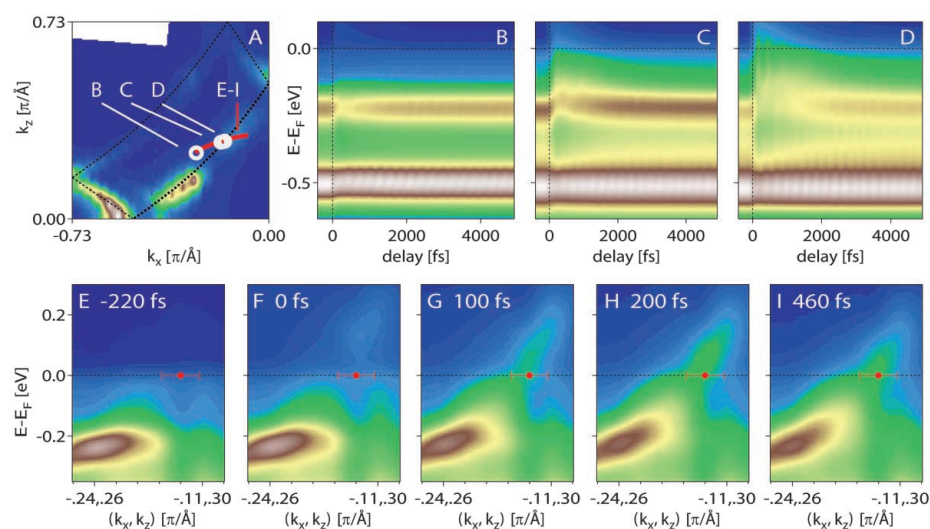 0.73
A
B
C
D
E-I
k_z [π/Å]
0.00
-0.73
0.00
k_x [π/Å]
B
C
D
0.0
-0.5
E-E_F [eV]
0 2000 4000
0 2000 4000
0 2000 4000
delay [fs]
delay [fs]
delay [fs]
E -220 fs
F 0 fs
G 100 fs
H 200 fs
I 460 fs
0.2
0.0
-0.2
E-E_F [eV]
-.24,.26 -.11,.30
-.24,.26 -.11,.30
-.24,.26 -.11,.30
-.24,.26 -.11,.30
-.24,.26 -.11,.30
(k_x, k_z) [π/Å]
(k_x, k_z) [π/Å]
(k_x, k_z) [π/Å]
(k_x, k_z) [π/Å]
(k_x, k_z) [π/Å]